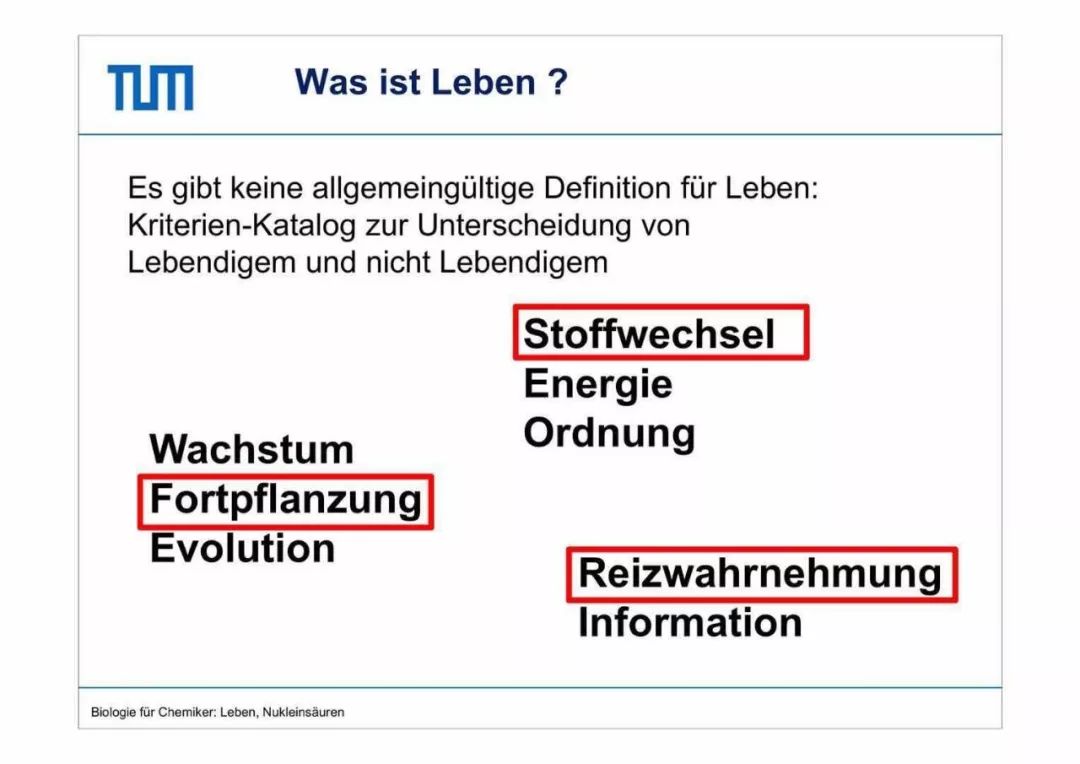 TUM
Was ist Leben ?
Es gibt keine allgemeingültige Definition für Leben:
Kriterien-Katalog zur Unterscheidung von
Lebendigem und nicht Lebendigem
Stoffwechsel
Energie
Ordnung
Wachstum
Fortpflanzung
Evolution
Reizwahrnehmung
Information
Biologie für Chemiker: Leben, Nukleinsäuren